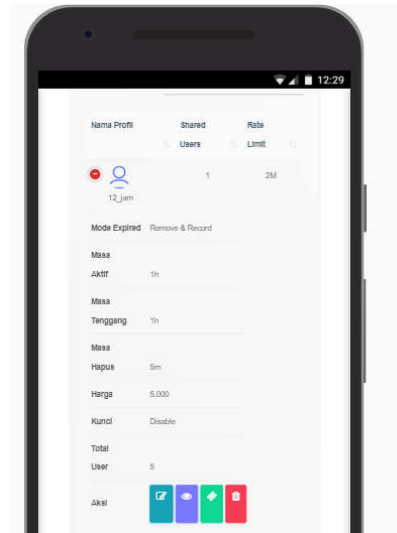 12:29
Nama Profil Shared Users Rate Limit
12_jam 1 2M
Mode Expired Remove & Record
Masa
Aktif 1h
Masa
Tenggang 1h
Masa
Hapus 5m
Harga 5,000
Kunci Disable
Total
User 5
Aksi